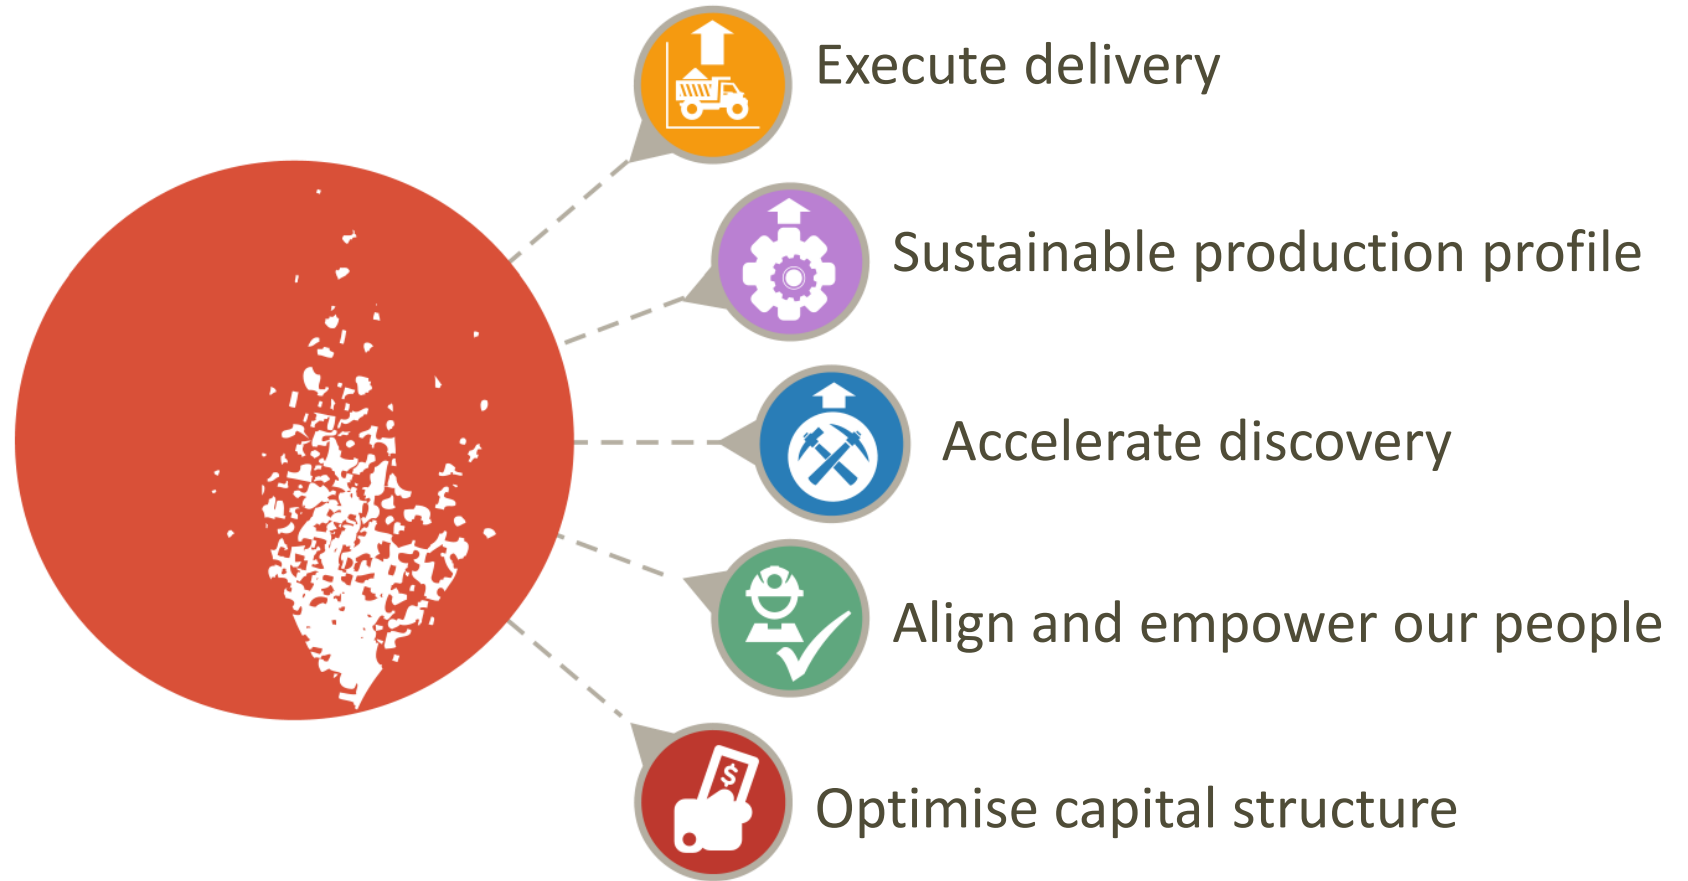 Execute delivery
Sustainable production profile
Accelerate discovery
Align and empower our people
$
Optimise capital structure